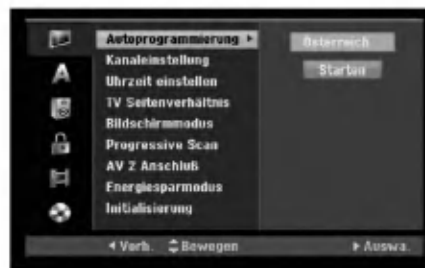 Autoprogrammierung
Österreich
Kanaleinstellung
Starten
Uhrzeit einstellen
TV Seitenverhältnis
Bildschirmmodus
Progressive Scan
AV 2 Anschluß
Energiesparmodus
Initialisierung
Vorh. Bewegen Auswa.
A